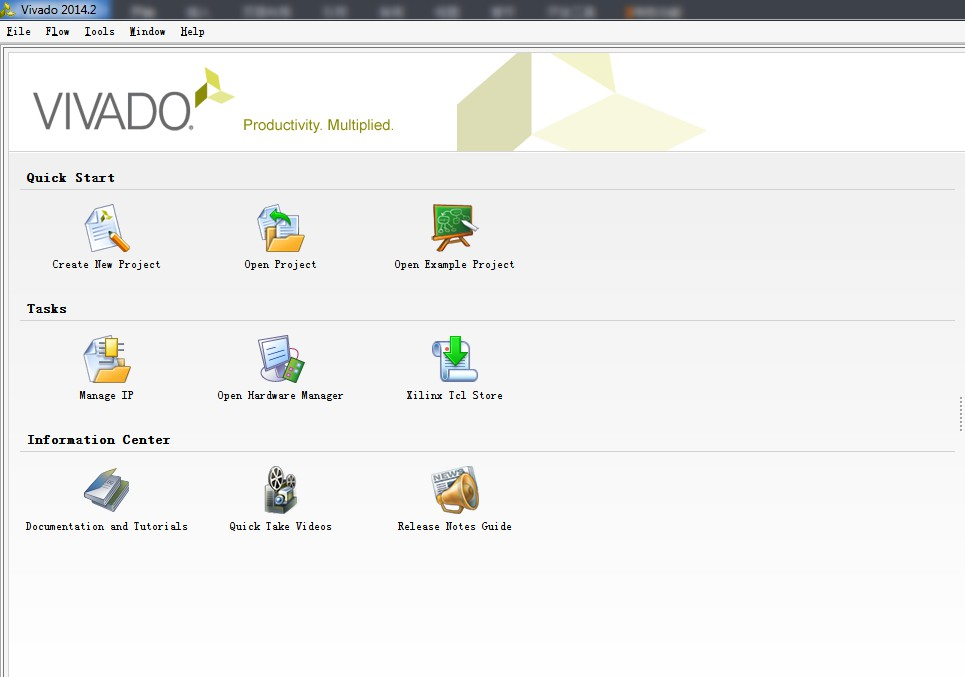 Vivado 2014.2
File Flow Tools Window Help
VIVADO.
Productivity. Multiplied.
Quick Start
Create New Project Open Project Open Example Project
Tasks
Manage IP Open Hardware Manager Xilinx Tcl Store
Information Center
NEWS
Documentation and Tutorials Quick Take Videos Release Notes Guide